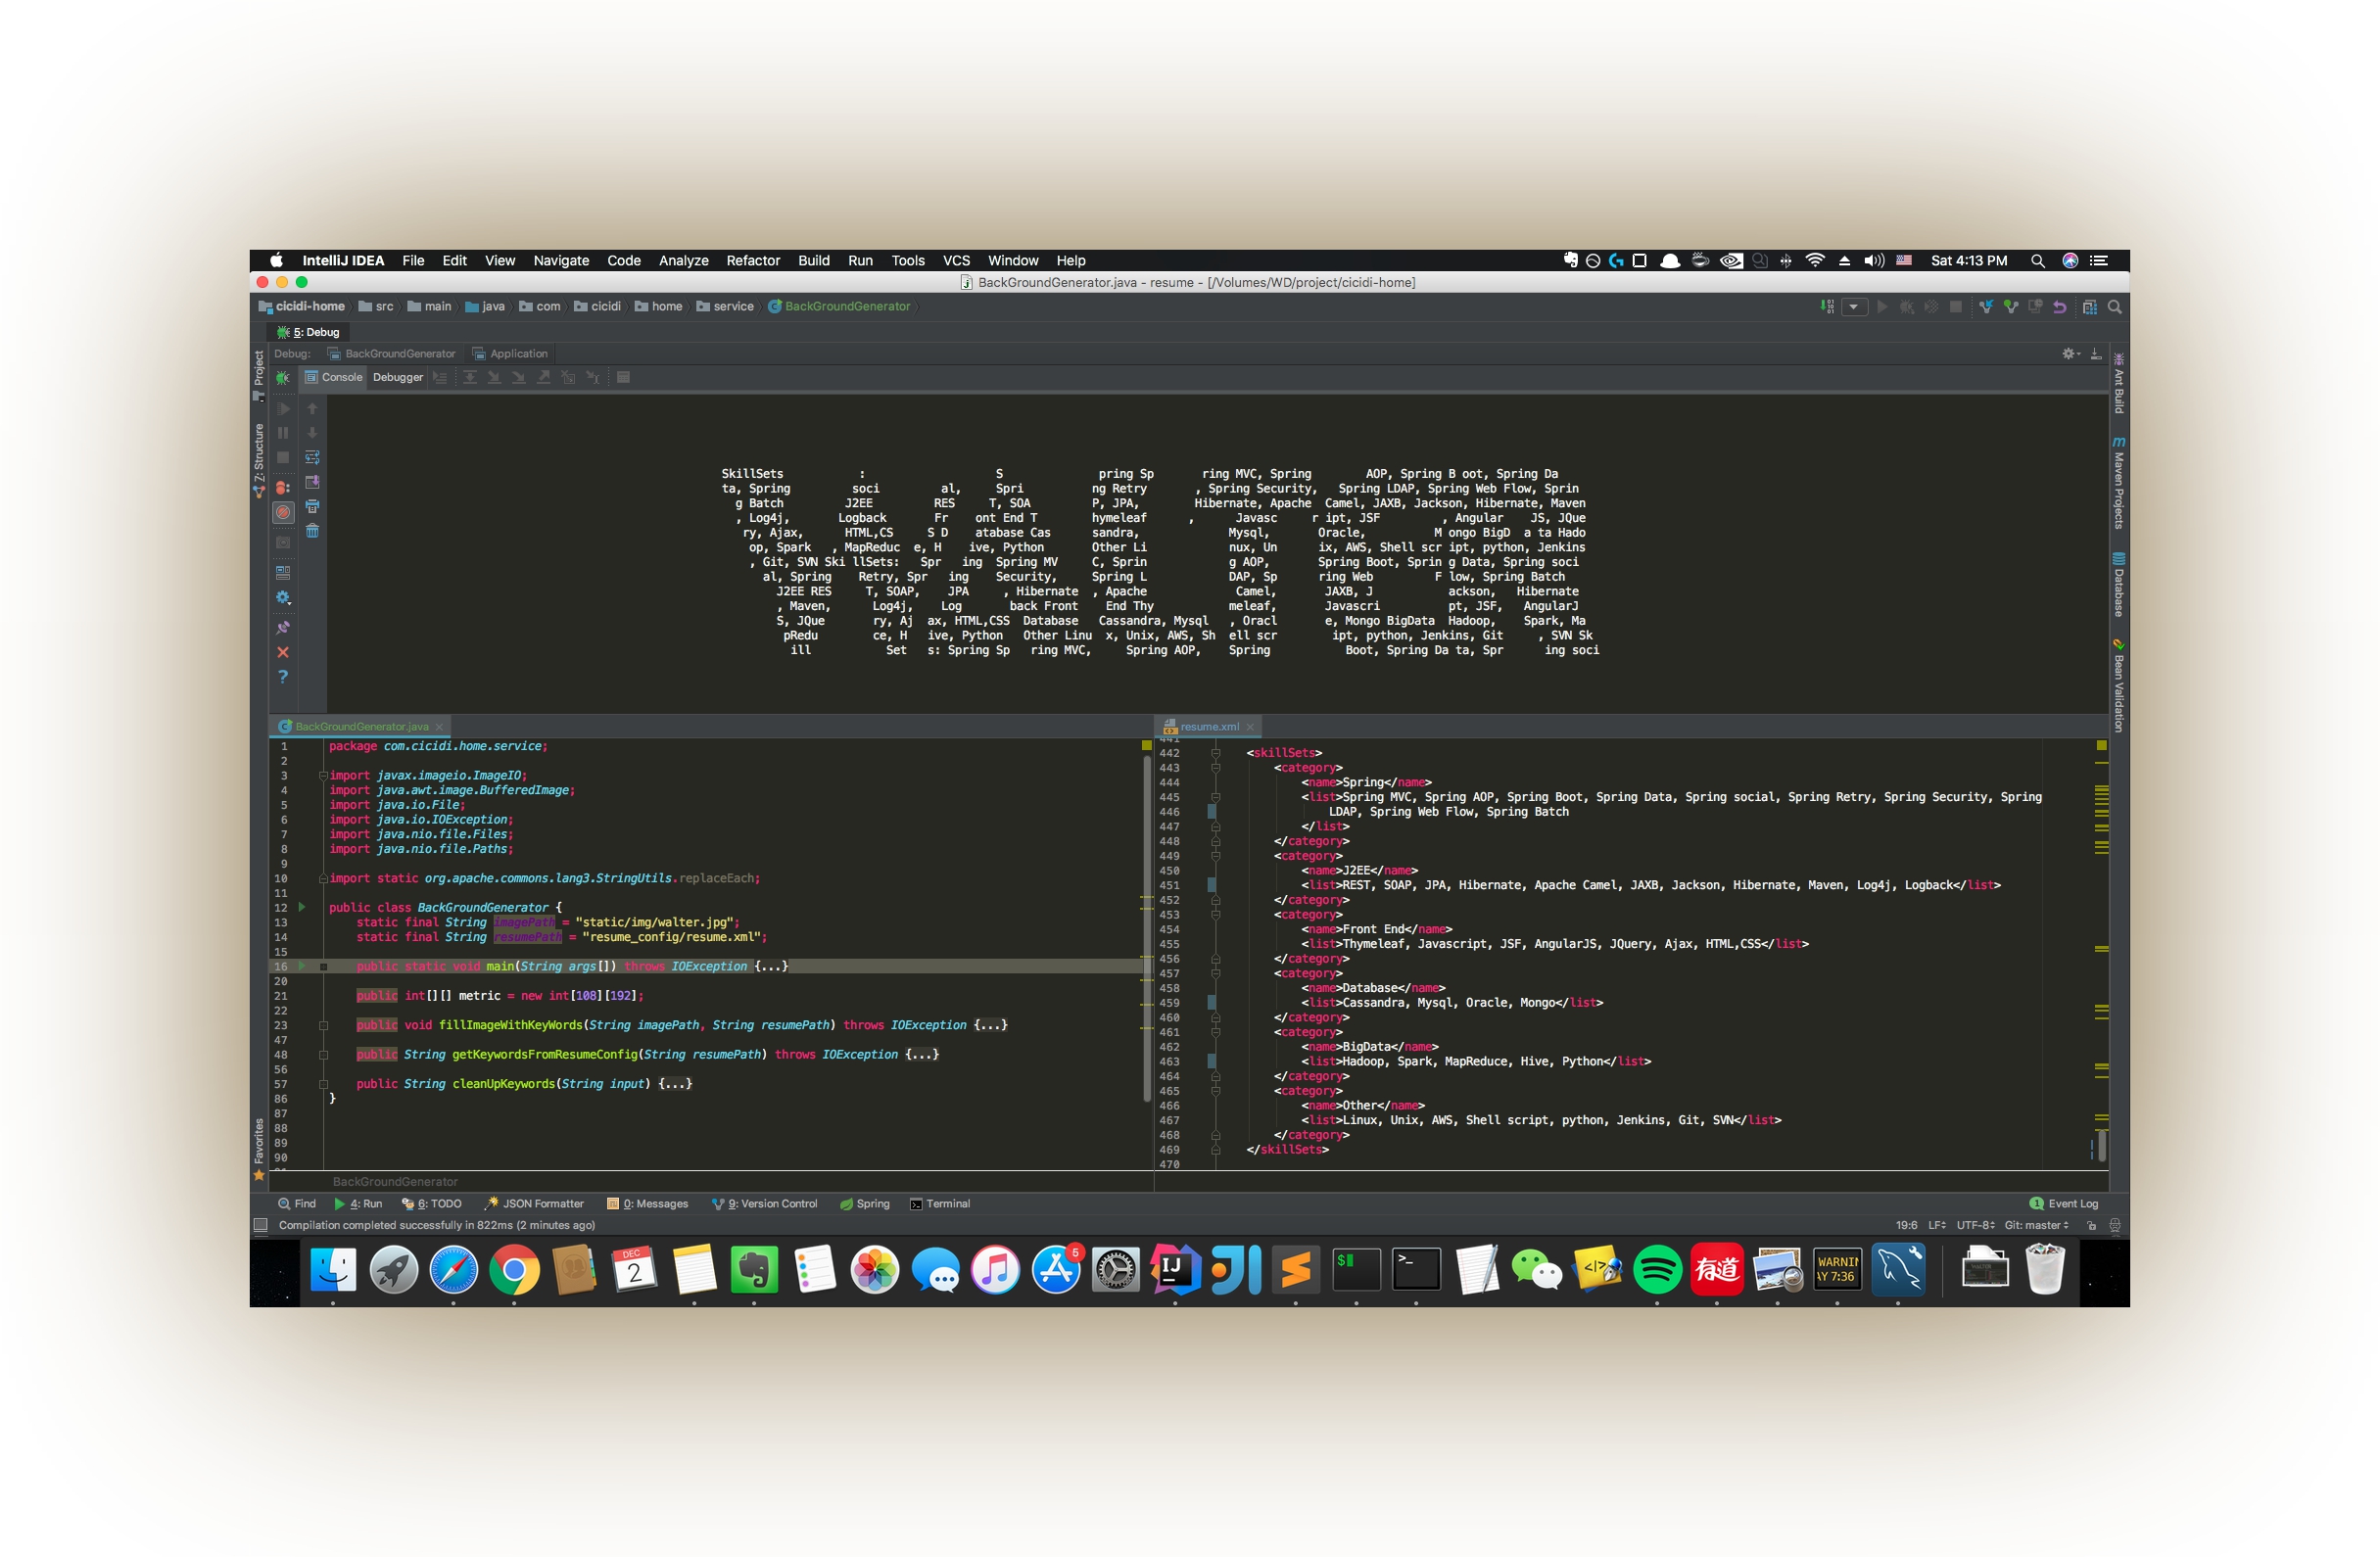 IntelliJ IDEA File Edit View Navigate Code Analyze Refactor Build Run Tools VCS Window Help Sat 4:13 PM
BackGroundGenerator.java - resume - [/Volumes/WD/project/cicidi-home]
cicidi-home src main java com cicidi home service BackGroundGenerator
5: Debug
Debug: BackGroundGenerator Application
Console Debugger
Project
Z: Structure
Favorites
Ant Build
Maven Projects
Database
Bean Validation
SkillSets : S pring Sp ring MVC, Spring AOP, Spring B oot, Spring Da
ta, Spring soci al, Spri ng Retry , Spring Security, Spring LDAP, Spring Web Flow, Sprin
g Batch J2EE RES T, SOA P, JPA, Hibernate, Apache Camel, JAXB, Jackson, Hibernate, Maven
, Log4j, Logback Fr ont End T hymeleaf , Javasc r ipt, JSF , Angular JS, JQue
ry, Ajax, HTML,CS S D atabase Cas sandra, Mysql, Oracle, M ongo BigD a ta Hado
op, Spark , MapReduc e, H ive, Python Other Li nux, Un ix, AWS, Shell scr ipt, python, Jenkins
, Git, SVN Ski llSets: Spr ing Spring MV C, Sprin g AOP, Spring Boot, Sprin g Data, Spring soci
al, Spring Retry, Spr ing Security, Spring L DAP, Sp ring Web F low, Spring Batch
J2EE RES T, SOAP, JPA , Hibernate , Apache Camel, JAXB, J ackson, Hibernate
, Maven, Log4j, Log back Front End Thy meleaf, Javascri pt, JSF, AngularJ
S, JQue ry, Aj ax, HTML,CSS Database Cassandra, Mysql , Oracl e, Mongo BigData Hadoop, Spark, Ma
pRedu ce, H ive, Python Other Linu x, Unix, AWS, Sh ell scr ipt, python, Jenkins, Git , SVN Sk
ill Set s: Spring Sp ring MVC, Spring AOP, Spring Boot, Spring Da ta, Spr ing soci
BackGroundGenerator.java
1 package com.cicidi.home.service;
2
3 import javax.imageio.ImageIO;
4 import java.awt.image.BufferedImage;
5 import java.io.File;
6 import java.io.IOException;
7 import java.nio.file.Files;
8 import java.nio.file.Paths;
9
10 import static org.apache.commons.lang3.StringUtils.replaceEach;
11
12 public class BackGroundGenerator {
13 static final String imagePath = "static/img/walter.jpg";
14 static final String resumePath = "resume_config/resume.xml";
15
16 public static void main(String args[]) throws IOException {...}
20
21 public int[][] metric = new int[108][192];
22
23 public void fillImageWithKeyWords(String imagePath, String resumePath) throws IOException {...}
47
48 public String getKeywordsFromResumeConfig(String resumePath) throws IOException {...}
56
57 public String cleanUpKeywords(String input) {...}
86 }
87
88
89
90
BackGroundGenerator
resume.xml
441
442 <skillSets>
443 <category>
444 <name>Spring</name>
445 <list>Spring MVC, Spring AOP, Spring Boot, Spring Data, Spring social, Spring Retry, Spring Security, Spring
446 LDAP, Spring Web Flow, Spring Batch
447 </list>
448 </category>
449 <category>
450 <name>J2EE</name>
451 <list>REST, SOAP, JPA, Hibernate, Apache Camel, JAXB, Jackson, Hibernate, Maven, Log4j, Logback</list>
452 </category>
453 <category>
454 <name>Front End</name>
455 <list>Thymeleaf, Javascript, JSF, AngularJS, JQuery, Ajax, HTML,CSS</list>
456 </category>
457 <category>
458 <name>Database</name>
459 <list>Cassandra, Mysql, Oracle, Mongo</list>
460 </category>
461 <category>
462 <name>BigData</name>
463 <list>Hadoop, Spark, MapReduce, Hive, Python</list>
464 </category>
465 <category>
466 <name>Other</name>
467 <list>Linux, Unix, AWS, Shell script, python, Jenkins, Git, SVN</list>
468 </category>
469 </skillSets>
470
Find 4: Run 6: TODO JSON Formatter 0: Messages 9: Version Control Spring Terminal 1 Event Log
Compilation completed successfully in 822ms (2 minutes ago) 19:6 LF UTF-8 Git: master
DEC
2
5
IJ
$
>_
</>
有道
WARNIN
AY 7:36